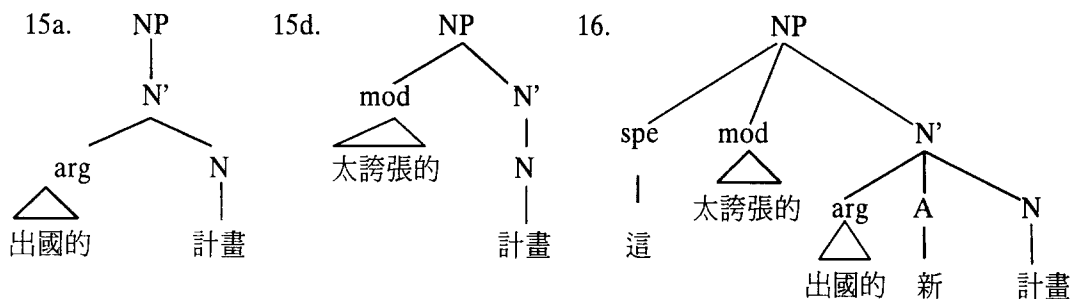 15a. NP 15d. NP 16. NP
N' mod N' spe mod N'
arg N 太誇張的 N 太誇張的 arg A N
出國的 計畫 計畫 這 出國的 新 計畫